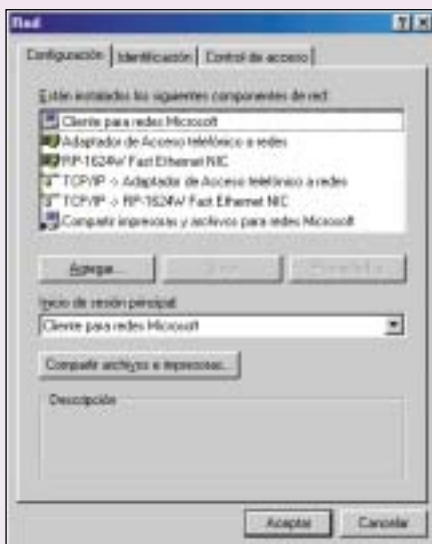 Red
Configuración Identificación Control de acceso
Están instalados los siguientes componentes de red:
Cliente para redes Microsoft
Adaptador de Acceso telefónico a redes
RP-1624W Fast Ethernet NIC
TCP/IP -> Adaptador de Acceso telefónico a redes
TCP/IP -> RP-1624W Fast Ethernet NIC
Compartir impresoras y archivos para redes Microsoft
Agregar...
Inicio de sesión principal:
Cliente para redes Microsoft
Compartir archivos e impresoras...
Descripción
Aceptar Cancelar